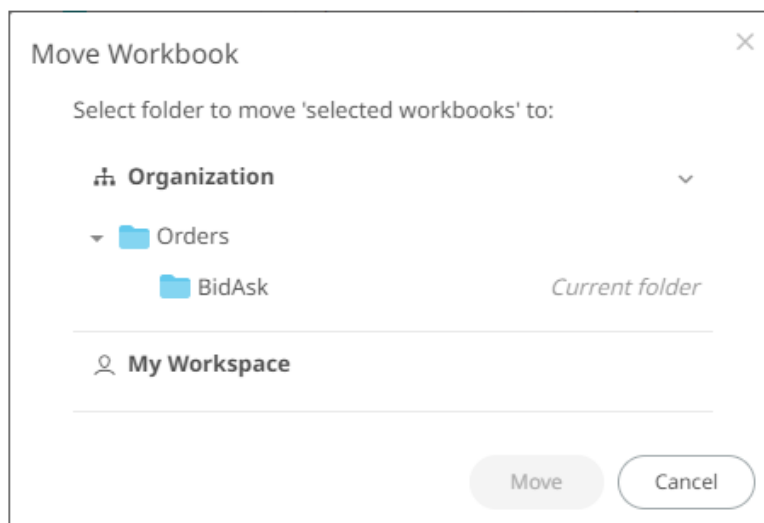 Move Workbook
Select folder to move 'selected workbooks' to:
Organization
Orders
BidAsk Current folder
My Workspace
Move Cancel